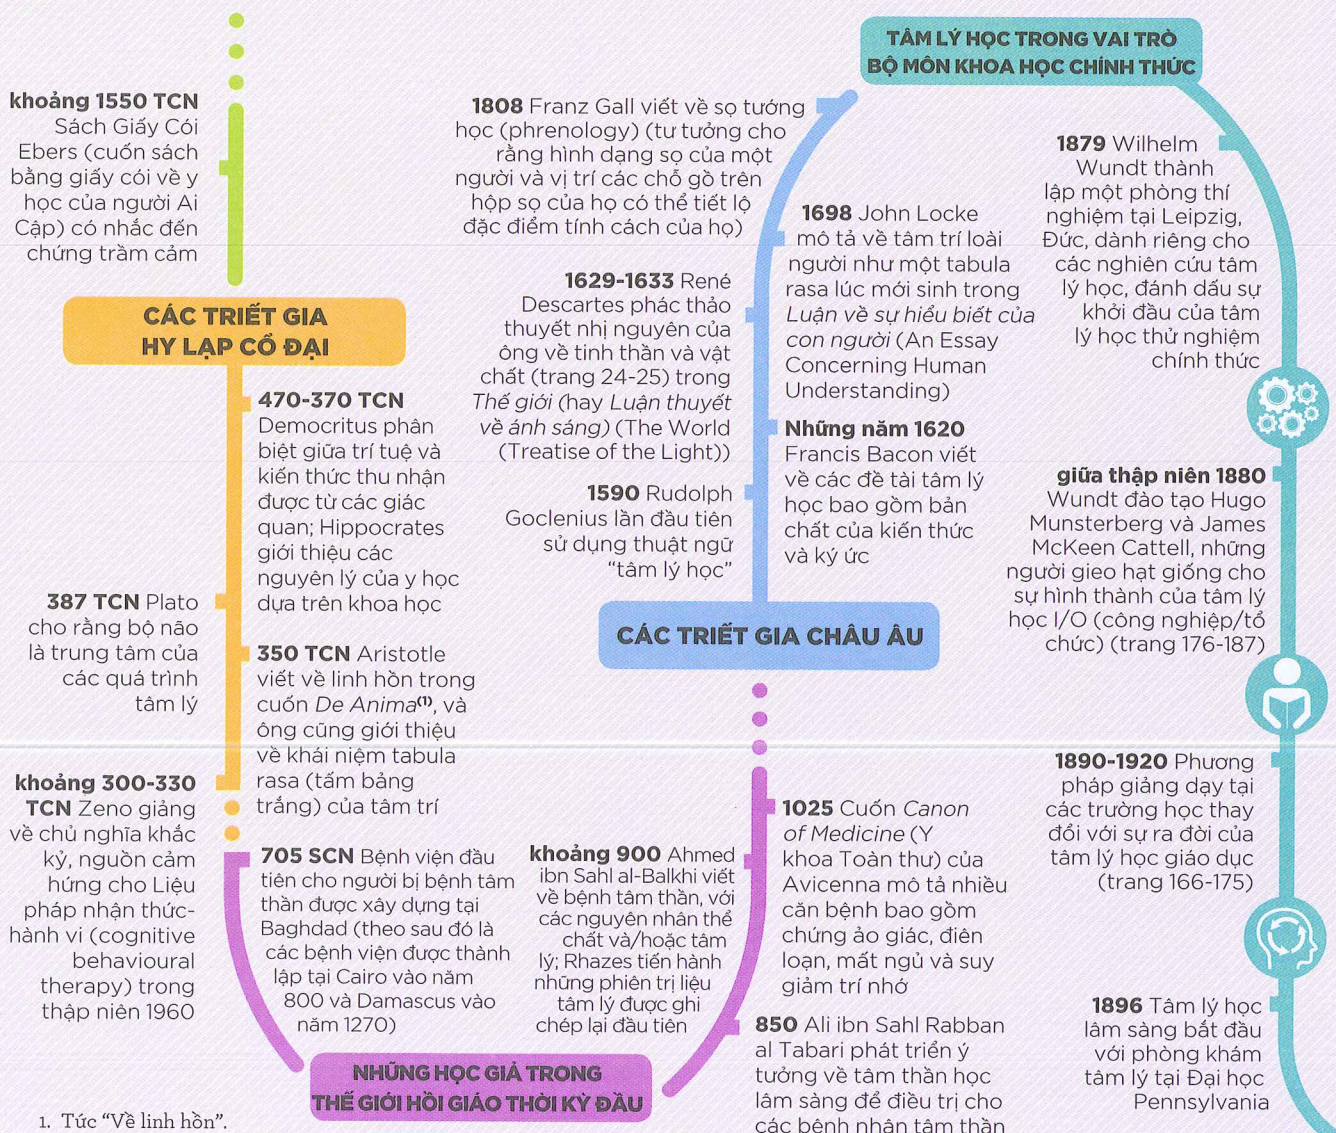 khoảng 1550 TCN
Sách Giấy Cói
Ebers (cuốn sách
bằng giấy cói về y
học của người Ai
Cập) có nhắc đến
chứng trầm cảm
CÁC TRIẾT GIA
HY LẠP CỔ ĐẠI
470-370 TCN
Democritus phân
biệt giữa trí tuệ và
kiến thức thu nhận
được từ các giác
quan; Hippocrates
giới thiệu các
nguyên lý của y học
dựa trên khoa học
387 TCN Plato
cho rằng bộ não
là trung tâm của
các quá trình
tâm lý
350 TCN Aristotle
viết về linh hồn trong
cuốn De Anima(1), và
ông cũng giới thiệu
về khái niệm tabula
rasa (tấm bảng
trắng) của tâm trí
khoảng 300-330
TCN Zeno giảng
về chủ nghĩa khắc
kỷ, nguồn cảm
hứng cho Liệu
pháp nhận thức-
hành vi (cognitive
behavioural
therapy) trong
thập niên 1960
705 SCN Bệnh viện đầu
tiên cho người bị bệnh tâm
thần được xây dựng tại
Baghdad (theo sau đó là
các bệnh viện được thành
lập tại Cairo vào năm
800 và Damascus vào
năm 1270)
NHỮNG HỌC GIẢ TRONG
THẾ GIỚI HỒI GIÁO THỜI KỲ ĐẦU
850 Ali ibn Sahl Rabban
al Tabari phát triển ý
tưởng về tâm thần học
lâm sàng để điều trị cho
các bệnh nhân tâm thần
khoảng 900 Ahmed
ibn Sahl al-Balkhi viết
về bệnh tâm thần, với
các nguyên nhân thể
chất và/hoặc tâm
lý; Rhazes tiến hành
những phiên trị liệu
tâm lý được ghi
chép lại đầu tiên
1025 Cuốn Canon
of Medicine (Y
khoa Toàn thư) của
Avicenna mô tả nhiều
căn bệnh bao gồm
chứng ảo giác, điên
loạn, mất ngủ và suy
giảm trí nhớ
CÁC TRIẾT GIA CHÂU ÂU
1590 Rudolph
Goclenius lần đầu tiên
sử dụng thuật ngữ
“tâm lý học”
Những năm 1620
Francis Bacon viết
về các đề tài tâm lý
học bao gồm bản
chất của kiến thức
và ký ức
1629-1633 René
Descartes phác thảo
thuyết nhị nguyên của
ông về tinh thần và vật
chất (trang 24-25) trong
Thế giới (hay Luận thuyết
về ánh sáng) (The World
(Treatise of the Light))
1698 John Locke
mô tả về tâm trí loài
người như một tabula
rasa lúc mới sinh trong
Luận về sự hiểu biết của
con người (An Essay
Concerning Human
Understanding)
1808 Franz Gall viết về sọ tướng
học (phrenology) (tư tưởng cho
rằng hình dạng sọ của một
người và vị trí các chỗ gồ trên
hộp sọ của họ có thể tiết lộ
đặc điểm tính cách của họ)
TÂM LÝ HỌC TRONG VAI TRÒ
BỘ MÔN KHOA HỌC CHÍNH THỨC
1879 Wilhelm
Wundt thành
lập một phòng thí
nghiệm tại Leipzig,
Đức, dành riêng cho
các nghiên cứu tâm
lý học, đánh dấu sự
khởi đầu của tâm
lý học thử nghiệm
chính thức
giữa thập niên 1880
Wundt đào tạo Hugo
Munsterberg và James
McKeen Cattell, những
người gieo hạt giống cho
sự hình thành của tâm lý
học I/O (công nghiệp/tổ
chức) (trang 176-187)
1890-1920 Phương
pháp giảng dạy tại
các trường học thay
đổi với sự ra đời của
tâm lý học giáo dục
(trang 166-175)
1896 Tâm lý học
lâm sàng bắt đầu
với phòng khám
tâm lý tại Đại học
Pennsylvania
1. Tức “Về linh hồn”.